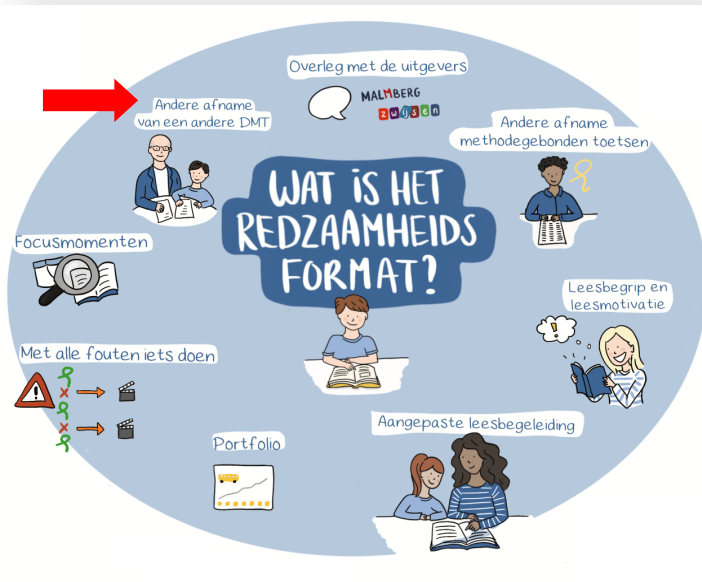 Overleg met de uitgevers
MALMBERG
zwijsen
Andere afname
van een andere DMT
Andere afname
methodegebonden toetsen
WAT iS HET
REDZAAMHEIDS
FORMAT?
Focusmomenten
Leesbegrip en
leesmotivatie
Met alle fouten iets doen
Aangepaste leesbegeleiding
Portfolio